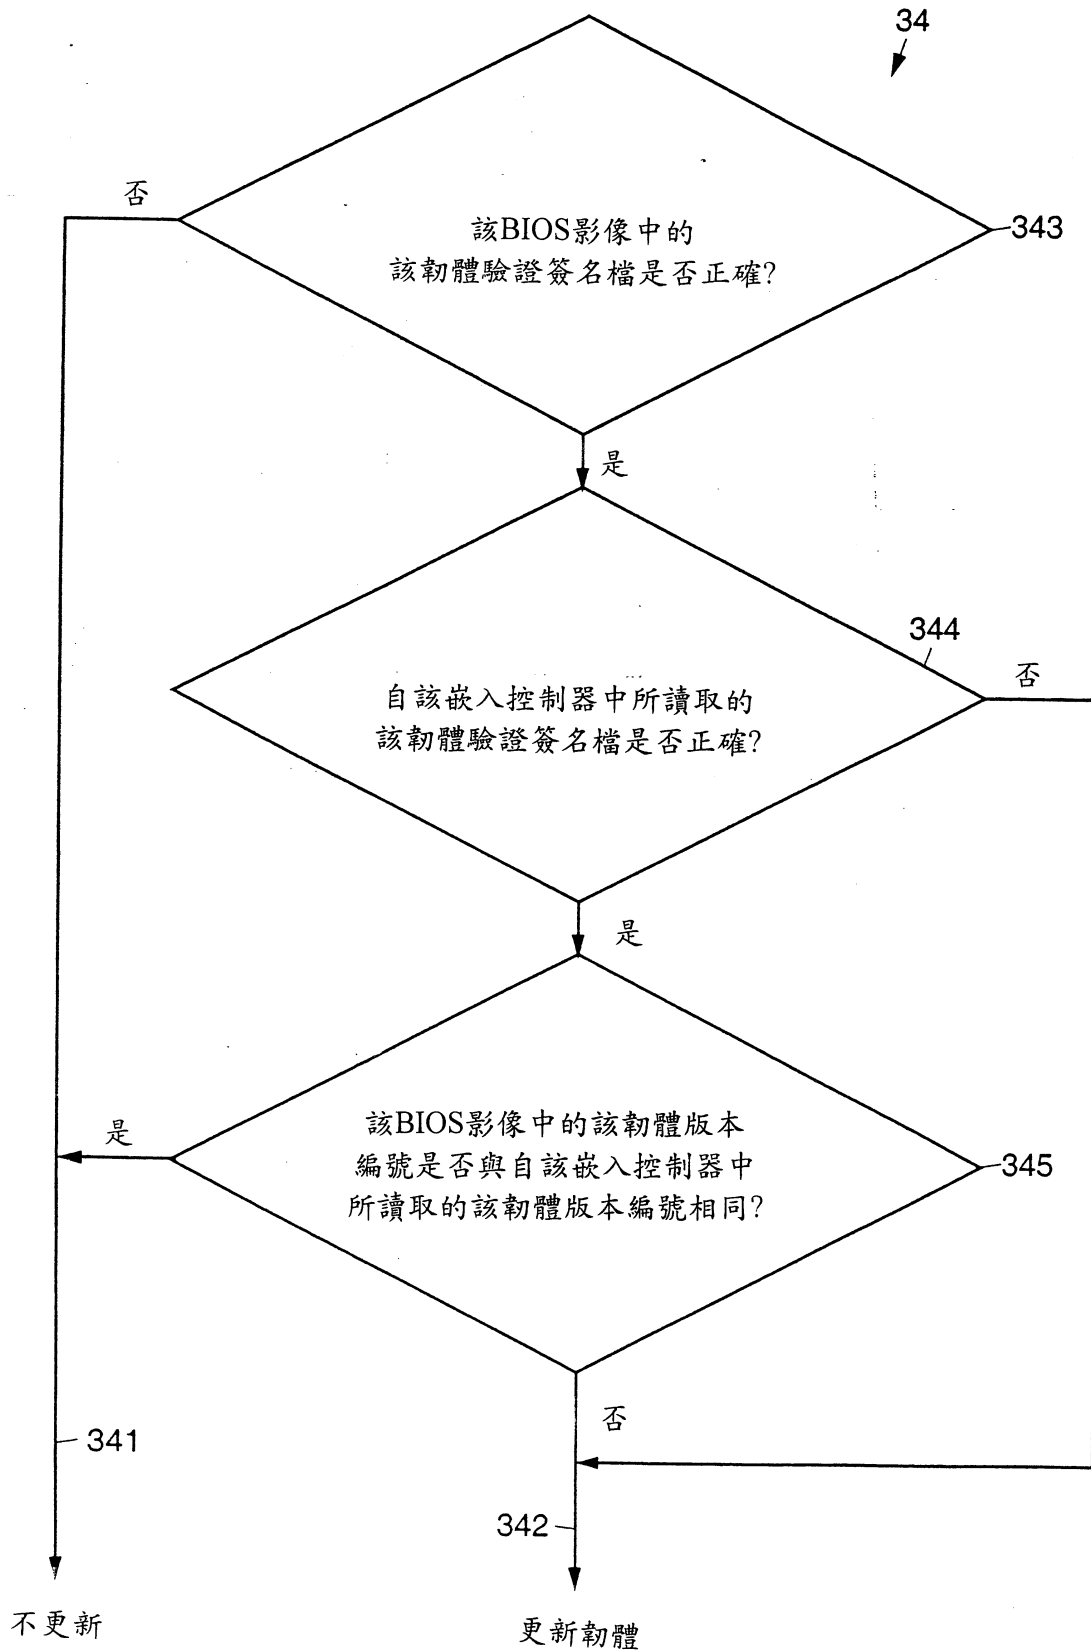 34
否
該BIOS影像中的
該韌體驗證簽名檔是否正確?
343
是
344
否
自該嵌入控制器中所讀取的
該韌體驗證簽名檔是否正確?
是
該BIOS影像中的該韌體版本
編號是否與自該嵌入控制器中
所讀取的該韌體版本編號相同?
是
345
否
341
342
不更新
更新韌體